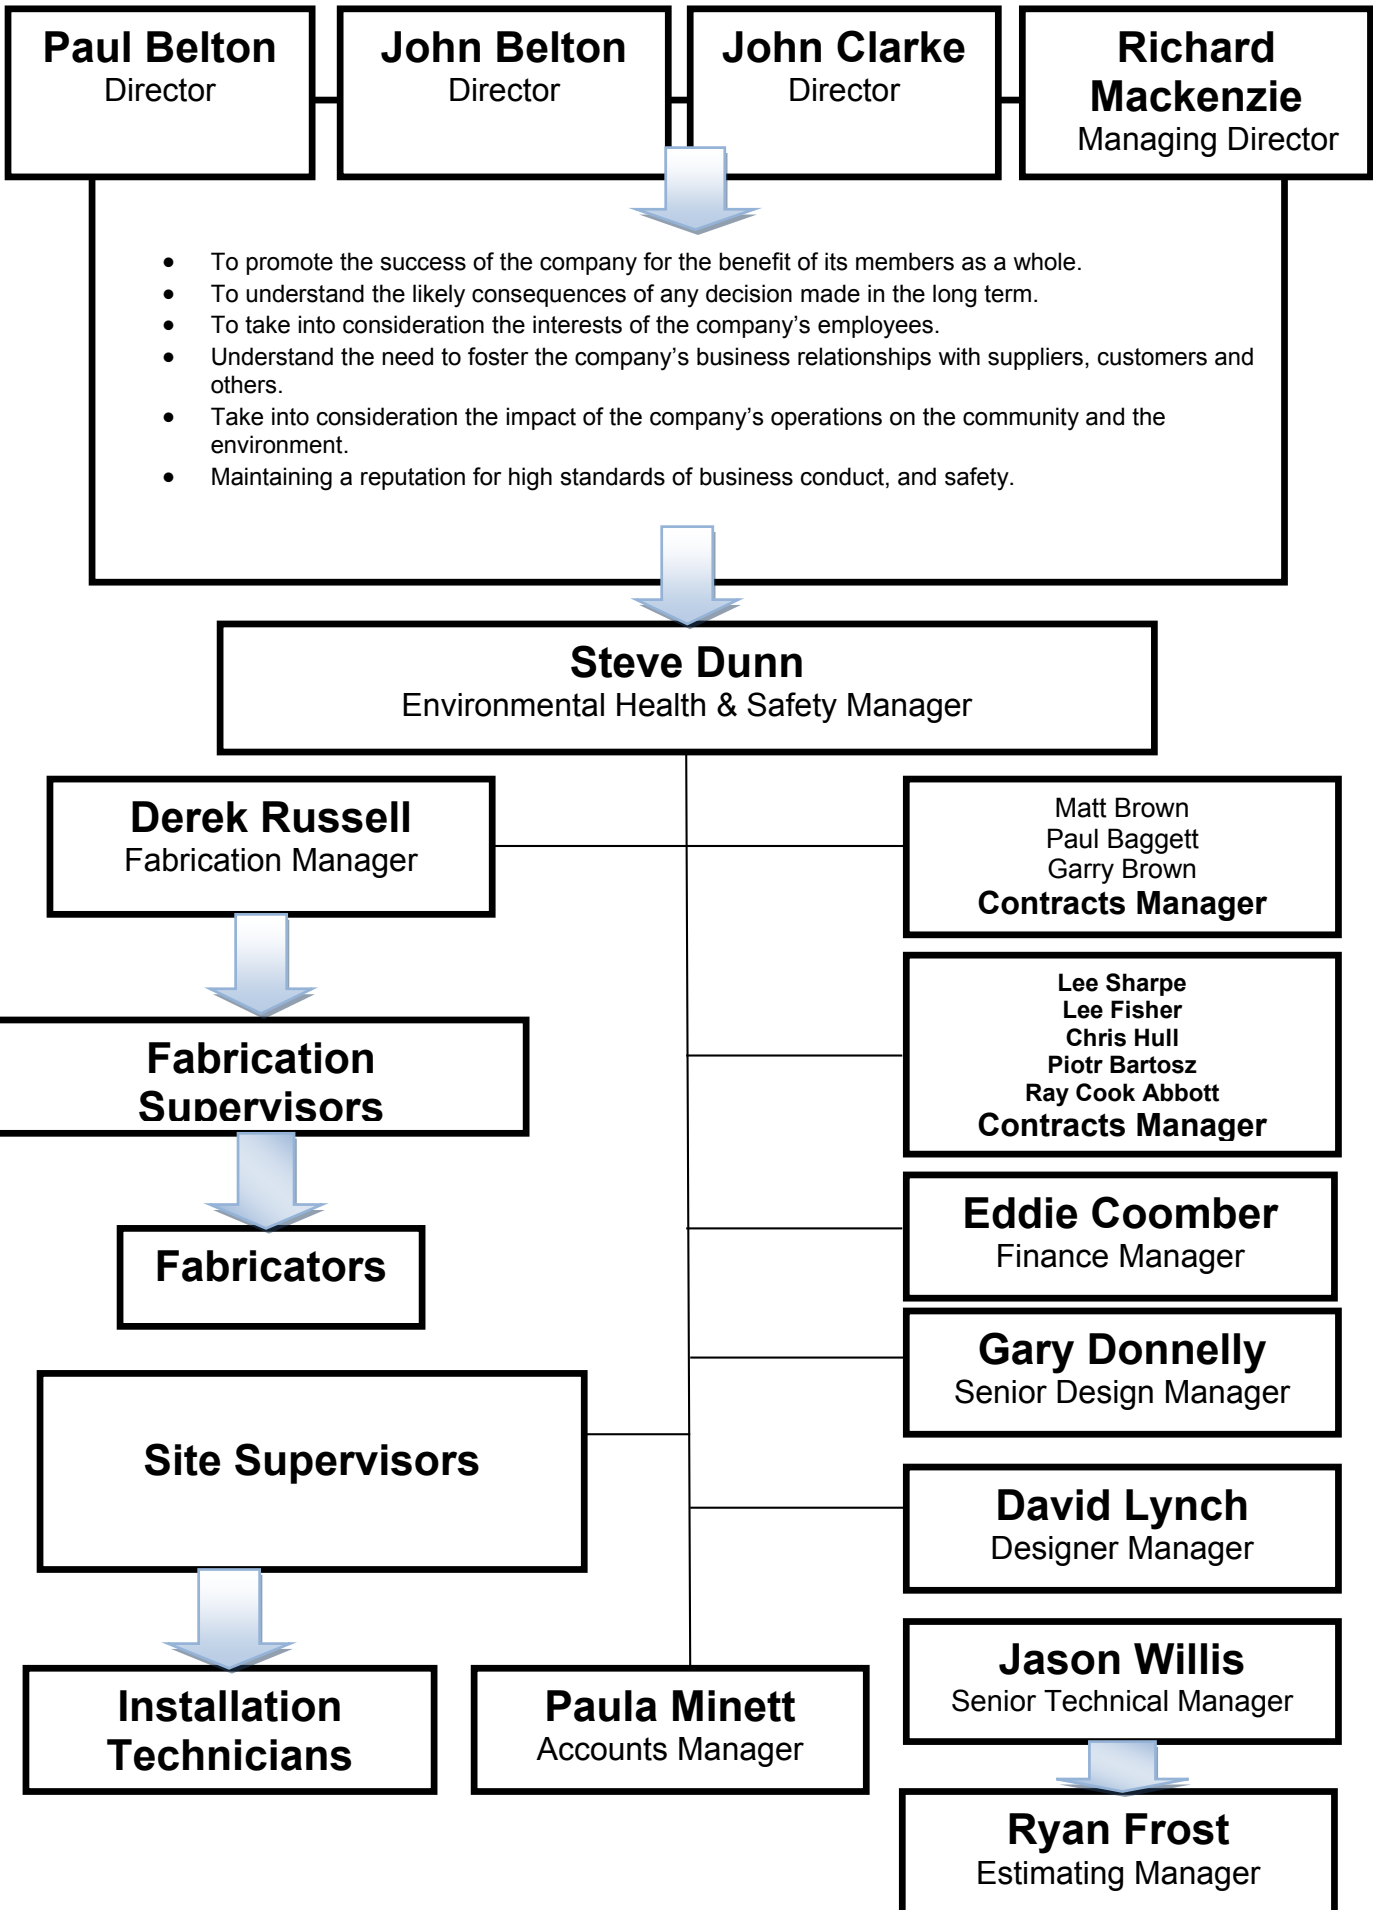 Paul Belton
Director
John Belton
Director
John Clarke
Director
Richard
Mackenzie
Managing Director
• To promote the success of the company for the benefit of its members as a whole.
• To understand the likely consequences of any decision made in the long term.
• To take into consideration the interests of the company’s employees.
• Understand the need to foster the company’s business relationships with suppliers, customers and
others.
• Take into consideration the impact of the company’s operations on the community and the
environment.
• Maintaining a reputation for high standards of business conduct, and safety.
Steve Dunn
Environmental Health & Safety Manager
Derek Russell
Fabrication Manager
Matt Brown
Paul Baggett
Garry Brown
Contracts Manager
Lee Sharpe
Lee Fisher
Chris Hull
Piotr Bartosz
Ray Cook Abbott
Contracts Manager
Fabrication
Supervisors
Eddie Coomber
Finance Manager
Fabricators
Gary Donnelly
Senior Design Manager
Site Supervisors
David Lynch
Designer Manager
Jason Willis
Senior Technical Manager
Installation
Technicians
Paula Minett
Accounts Manager
Ryan Frost
Estimating Manager